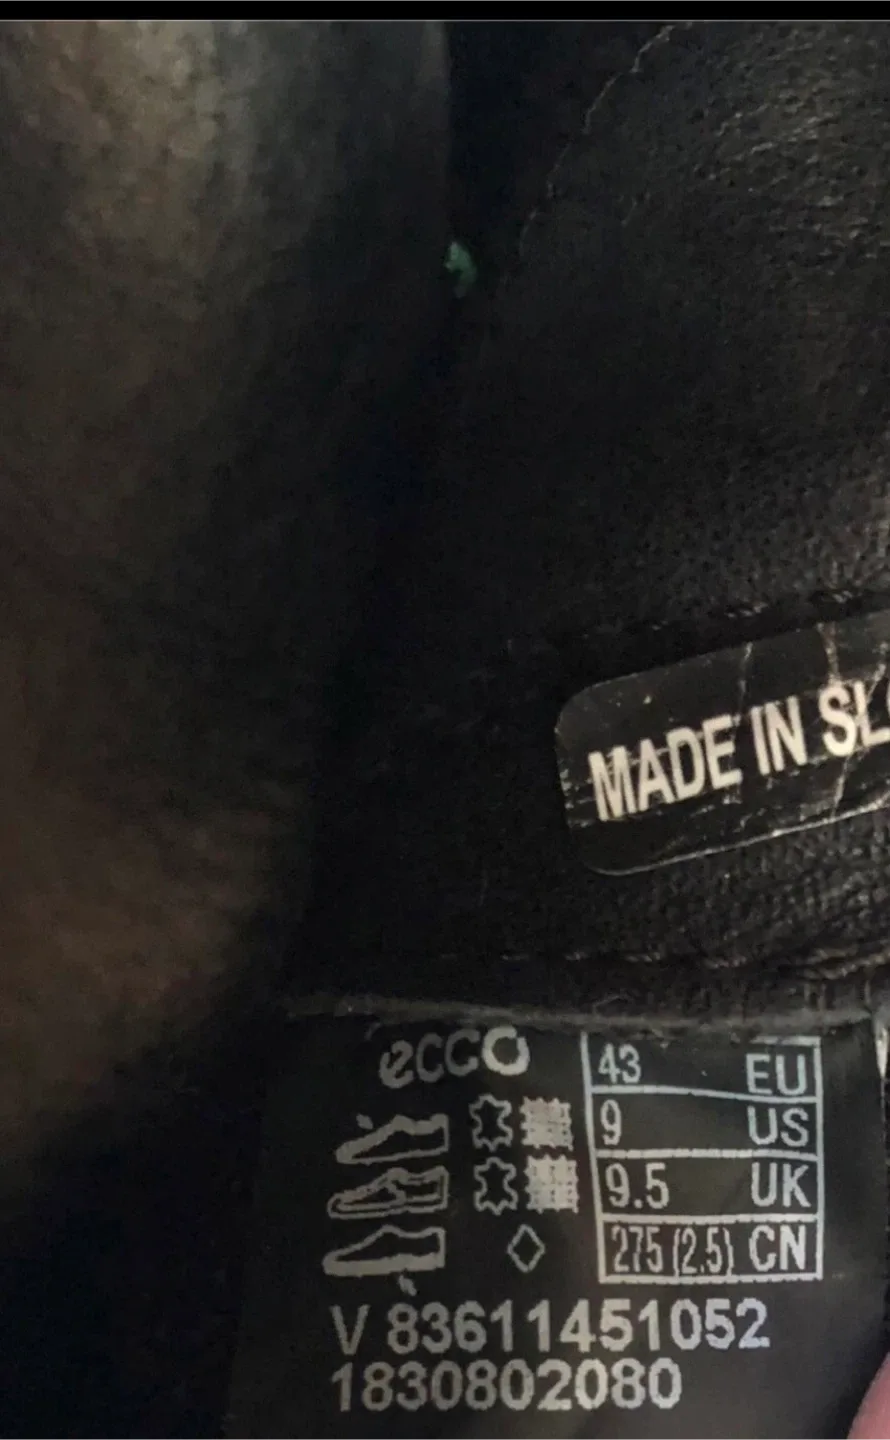 MADE IN SL
ecco
43 EU
9 US
9.5 UK
275 (2.5) CN
V 83611451052
1830802080